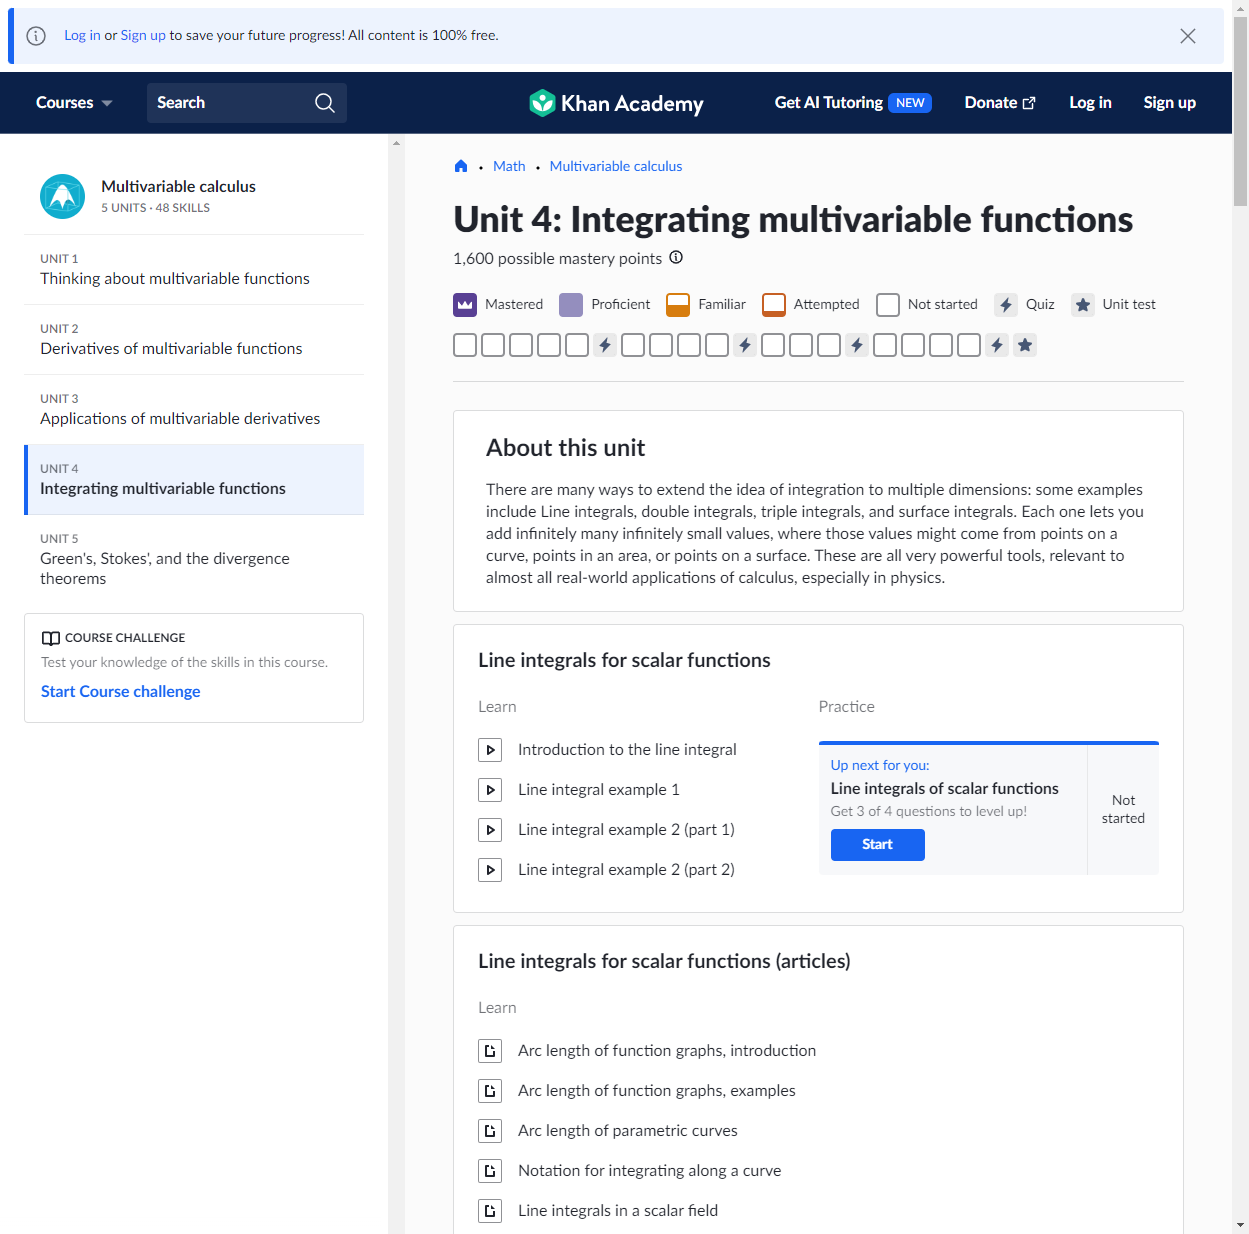 Log in or Sign up to save your future progress! All content is 100% free.
Courses
Search
Khan Academy
Get AI Tutoring NEW
Donate
Log in
Sign up
Multivariable calculus
5 UNITS · 48 SKILLS
UNIT 1
Thinking about multivariable functions
UNIT 2
Derivatives of multivariable functions
UNIT 3
Applications of multivariable derivatives
UNIT 4
Integrating multivariable functions
UNIT 5
Green's, Stokes', and the divergence
theorems
COURSE CHALLENGE
Test your knowledge of the skills in this course.
Start Course challenge
Math • Multivariable calculus
Unit 4: Integrating multivariable functions
1,600 possible mastery points
Mastered
Proficient
Familiar
Attempted
Not started
Quiz
Unit test
About this unit
There are many ways to extend the idea of integration to multiple dimensions: some examples
include Line integrals, double integrals, triple integrals, and surface integrals. Each one lets you
add infinitely many infinitely small values, where those values might come from points on a
curve, points in an area, or points on a surface. These are all very powerful tools, relevant to
almost all real-world applications of calculus, especially in physics.
Line integrals for scalar functions
Learn
Introduction to the line integral
Line integral example 1
Line integral example 2 (part 1)
Line integral example 2 (part 2)
Practice
Up next for you:
Line integrals of scalar functions
Get 3 of 4 questions to level up!
Start
Not
started
Line integrals for scalar functions (articles)
Learn
Arc length of function graphs, introduction
Arc length of function graphs, examples
Arc length of parametric curves
Notation for integrating along a curve
Line integrals in a scalar field